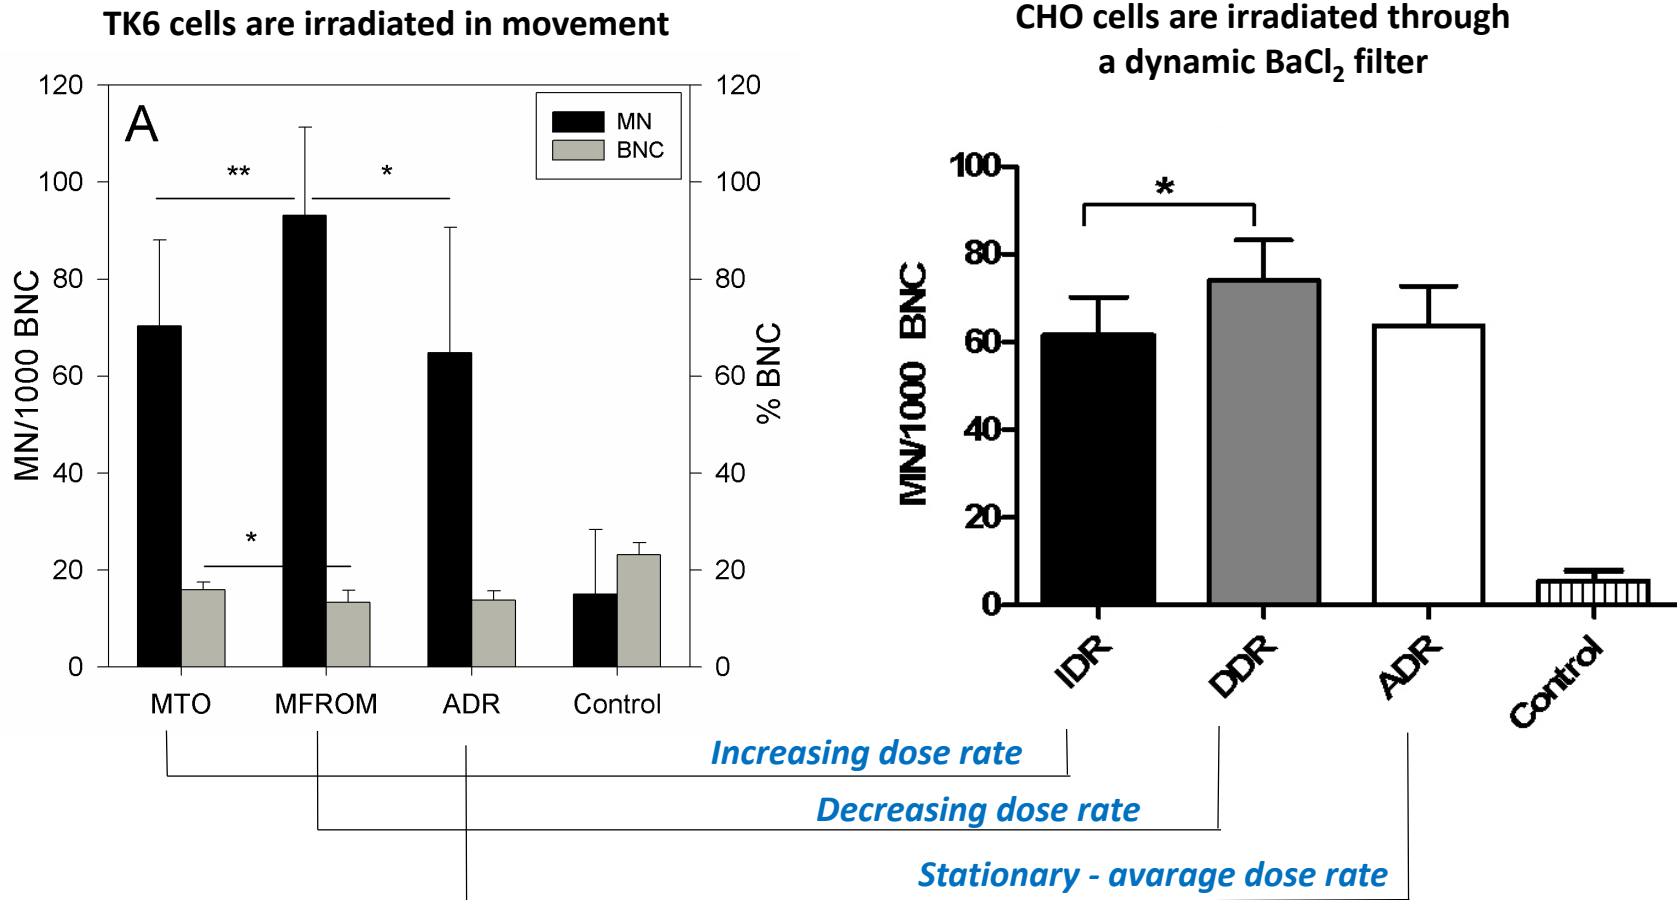 TK6 cells are irradiated in movement
A
MN
BNC
**
*
*
120
100
80
60
40
20
0
MN/1000 BNC
120
100
80
60
40
20
0
% BNC
MTO MFROM ADR Control
CHO cells are irradiated through
a dynamic BaCl₂ filter
*
100
80
60
40
20
0
MN/1000 BNC
IDR DDR ADR Control
Increasing dose rate
Decreasing dose rate
Stationary - avarage dose rate